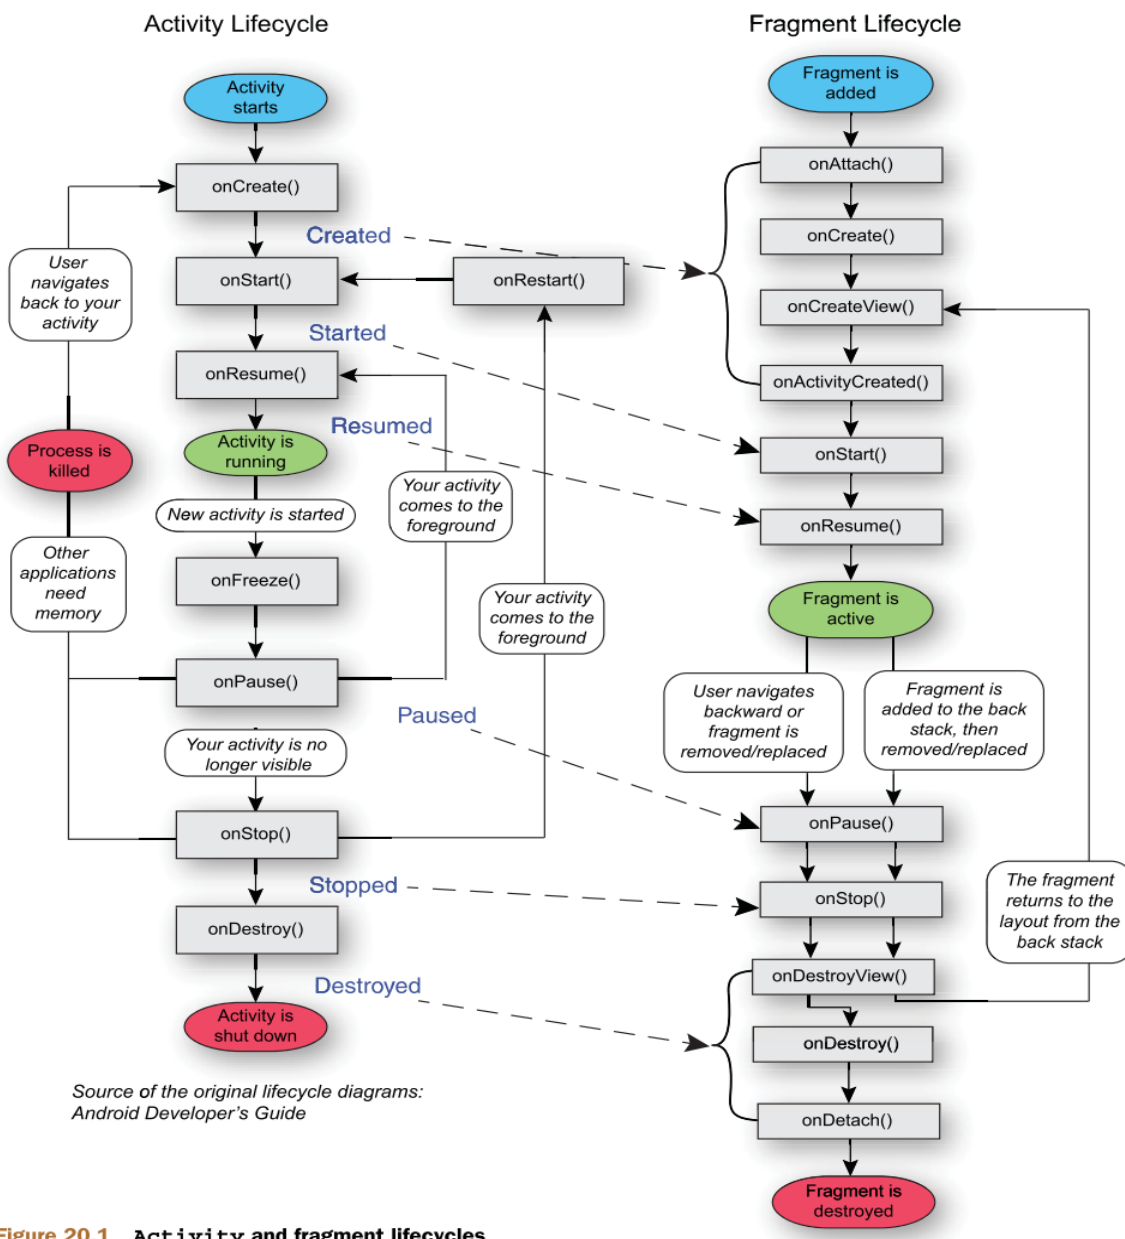 Activity Lifecycle
Activity
starts
onCreate()
Created
User
navigates
back to your
activity
onStart()
onRestart()
Started
onResume()
Resumed
Activity is
running
Process is
killed
New activity is started
Your activity
comes to the
foreground
Other
applications
need
memory
onFreeze()
Your activity
comes to the
foreground
onPause()
Paused
Your activity is no
longer visible
onStop()
Stopped
onDestroy()
Destroyed
Activity is
shut down
Source of the original lifecycle diagrams:
Android Developer's Guide
Fragment Lifecycle
Fragment is
added
onAttach()
onCreate()
onCreateView()
onActivityCreated()
onStart()
onResume()
Fragment is
active
User navigates
backward or
fragment is
removed/replaced
Fragment is
added to the back
stack, then
removed/replaced
onPause()
onStop()
The fragment
returns to the
layout from the
back stack
onDestroyView()
onDestroy()
onDetach()
Fragment is
destroyed
Figure 20.1 Activity and fragment lifecycles